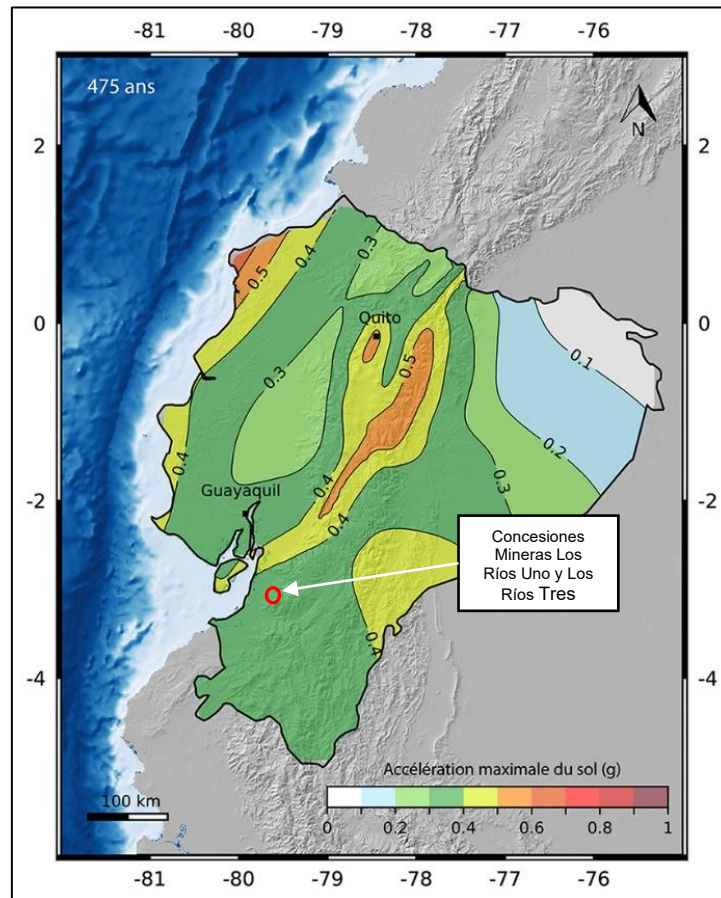 -81 -80 -79 -78 -77 -76
475 ans
N
2 2
0.4
0.3
0.5
0 0
Quito
0.1
0.3
0.5
0.2
0.4
Guayaquil
0.4
0.3
-2 -2
0.4
Concesiones
Mineras Los
Ríos Uno y Los
Ríos Tres
0.4
-4 -4
Accélération maximale du sol (g)
100 km
0 0.2 0.4 0.6 0.8 1
-81 -80 -79 -78 -77 -76